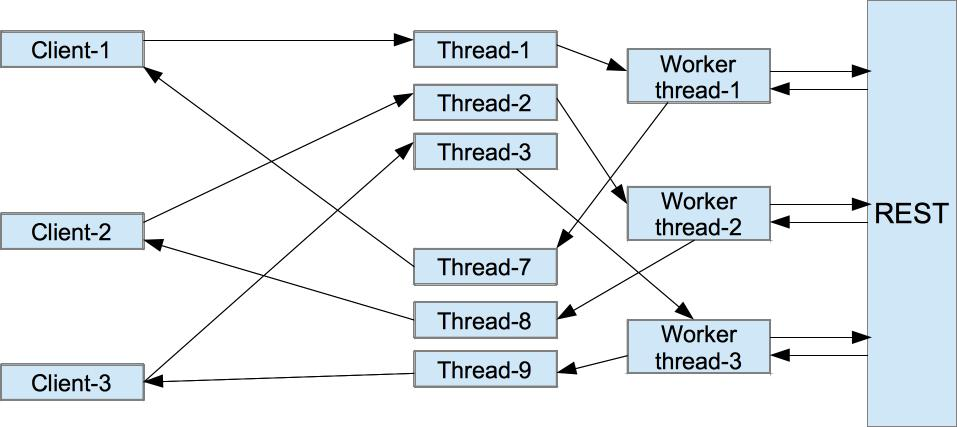 Client-1
Client-2
Client-3
Thread-1
Thread-2
Thread-3
Thread-7
Thread-8
Thread-9
Worker
thread-1
Worker
thread-2
Worker
thread-3
REST